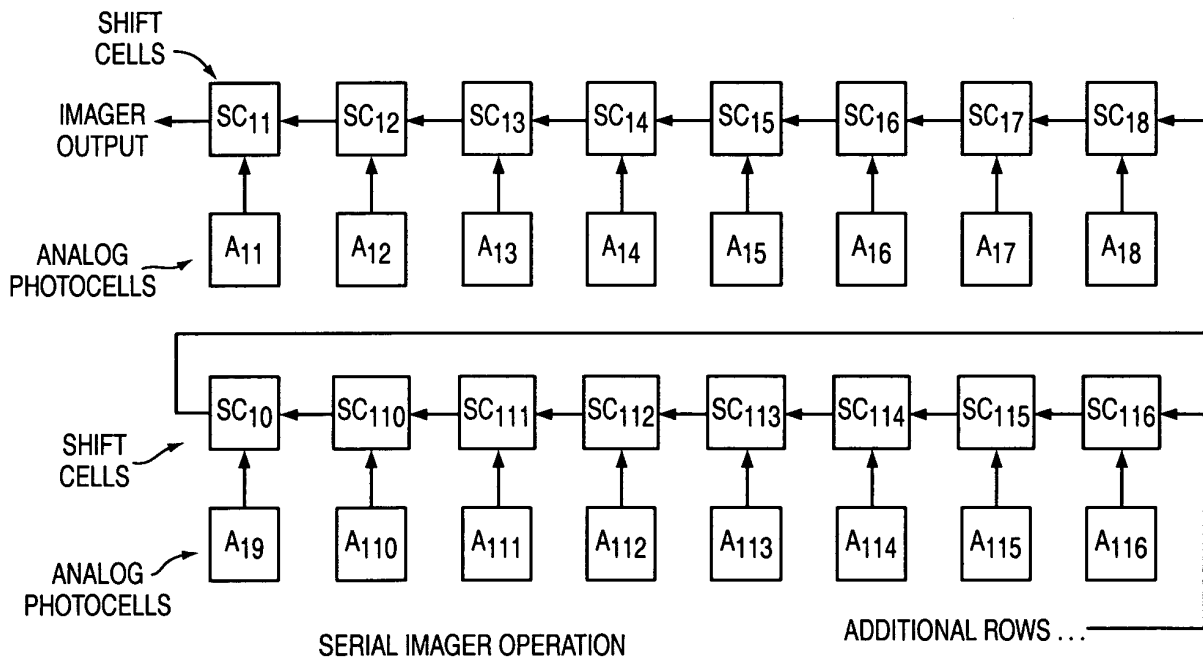 SHIFT
CELLS
IMAGER
OUTPUT
SC11 SC12 SC13 SC14 SC15 SC16 SC17 SC18
ANALOG
PHOTOCELLS
A11 A12 A13 A14 A15 A16 A17 A18
SC10 SC110 SC111 SC112 SC113 SC114 SC115 SC116
SHIFT
CELLS
A19 A110 A111 A112 A113 A114 A115 A116
ANALOG
PHOTOCELLS
SERIAL IMAGER OPERATION
ADDITIONAL ROWS ...